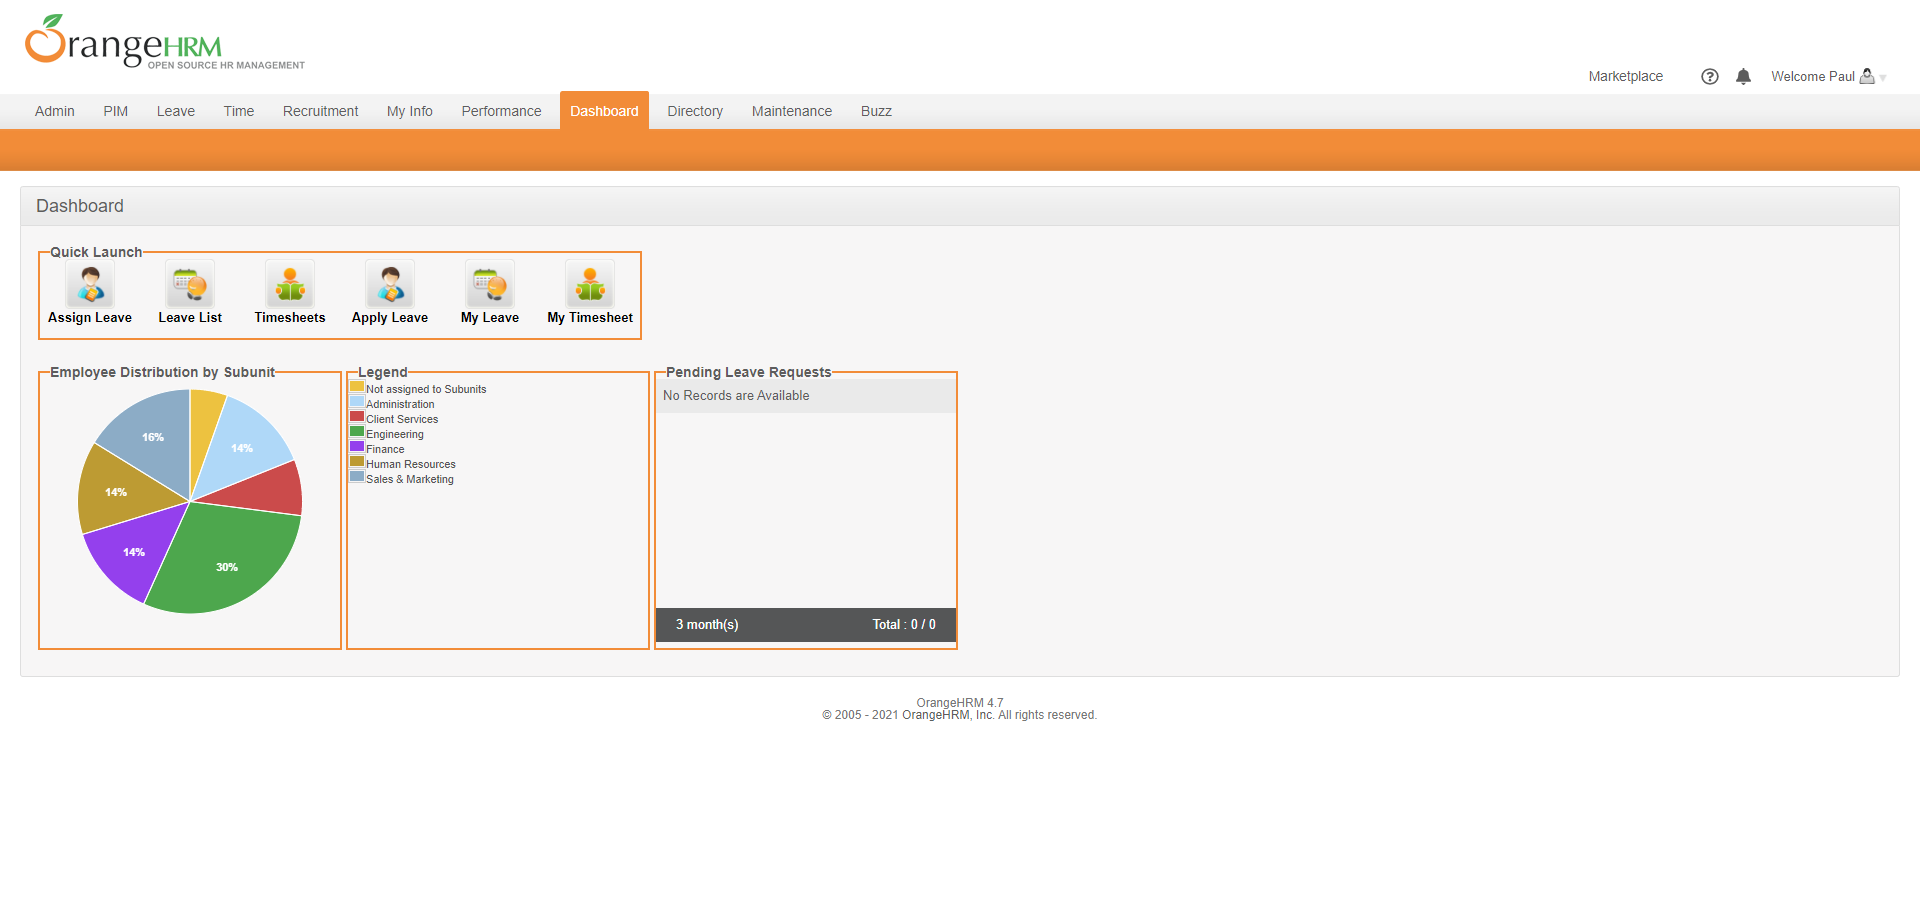 OrangeHRM
OPEN SOURCE HR MANAGEMENT
Marketplace
Welcome Paul
Admin PIM Leave Time Recruitment My Info Performance Dashboard Directory Maintenance Buzz
Dashboard
Quick Launch
Assign Leave Leave List Timesheets Apply Leave My Leave My Timesheet
Employee Distribution by Subunit
16%
14%
14%
14%
30%
Legend
Not assigned to Subunits
Administration
Client Services
Engineering
Finance
Human Resources
Sales & Marketing
Pending Leave Requests
No Records are Available
3 month(s) Total : 0 / 0
OrangeHRM 4.7
© 2005 - 2021 OrangeHRM, Inc. All rights reserved.